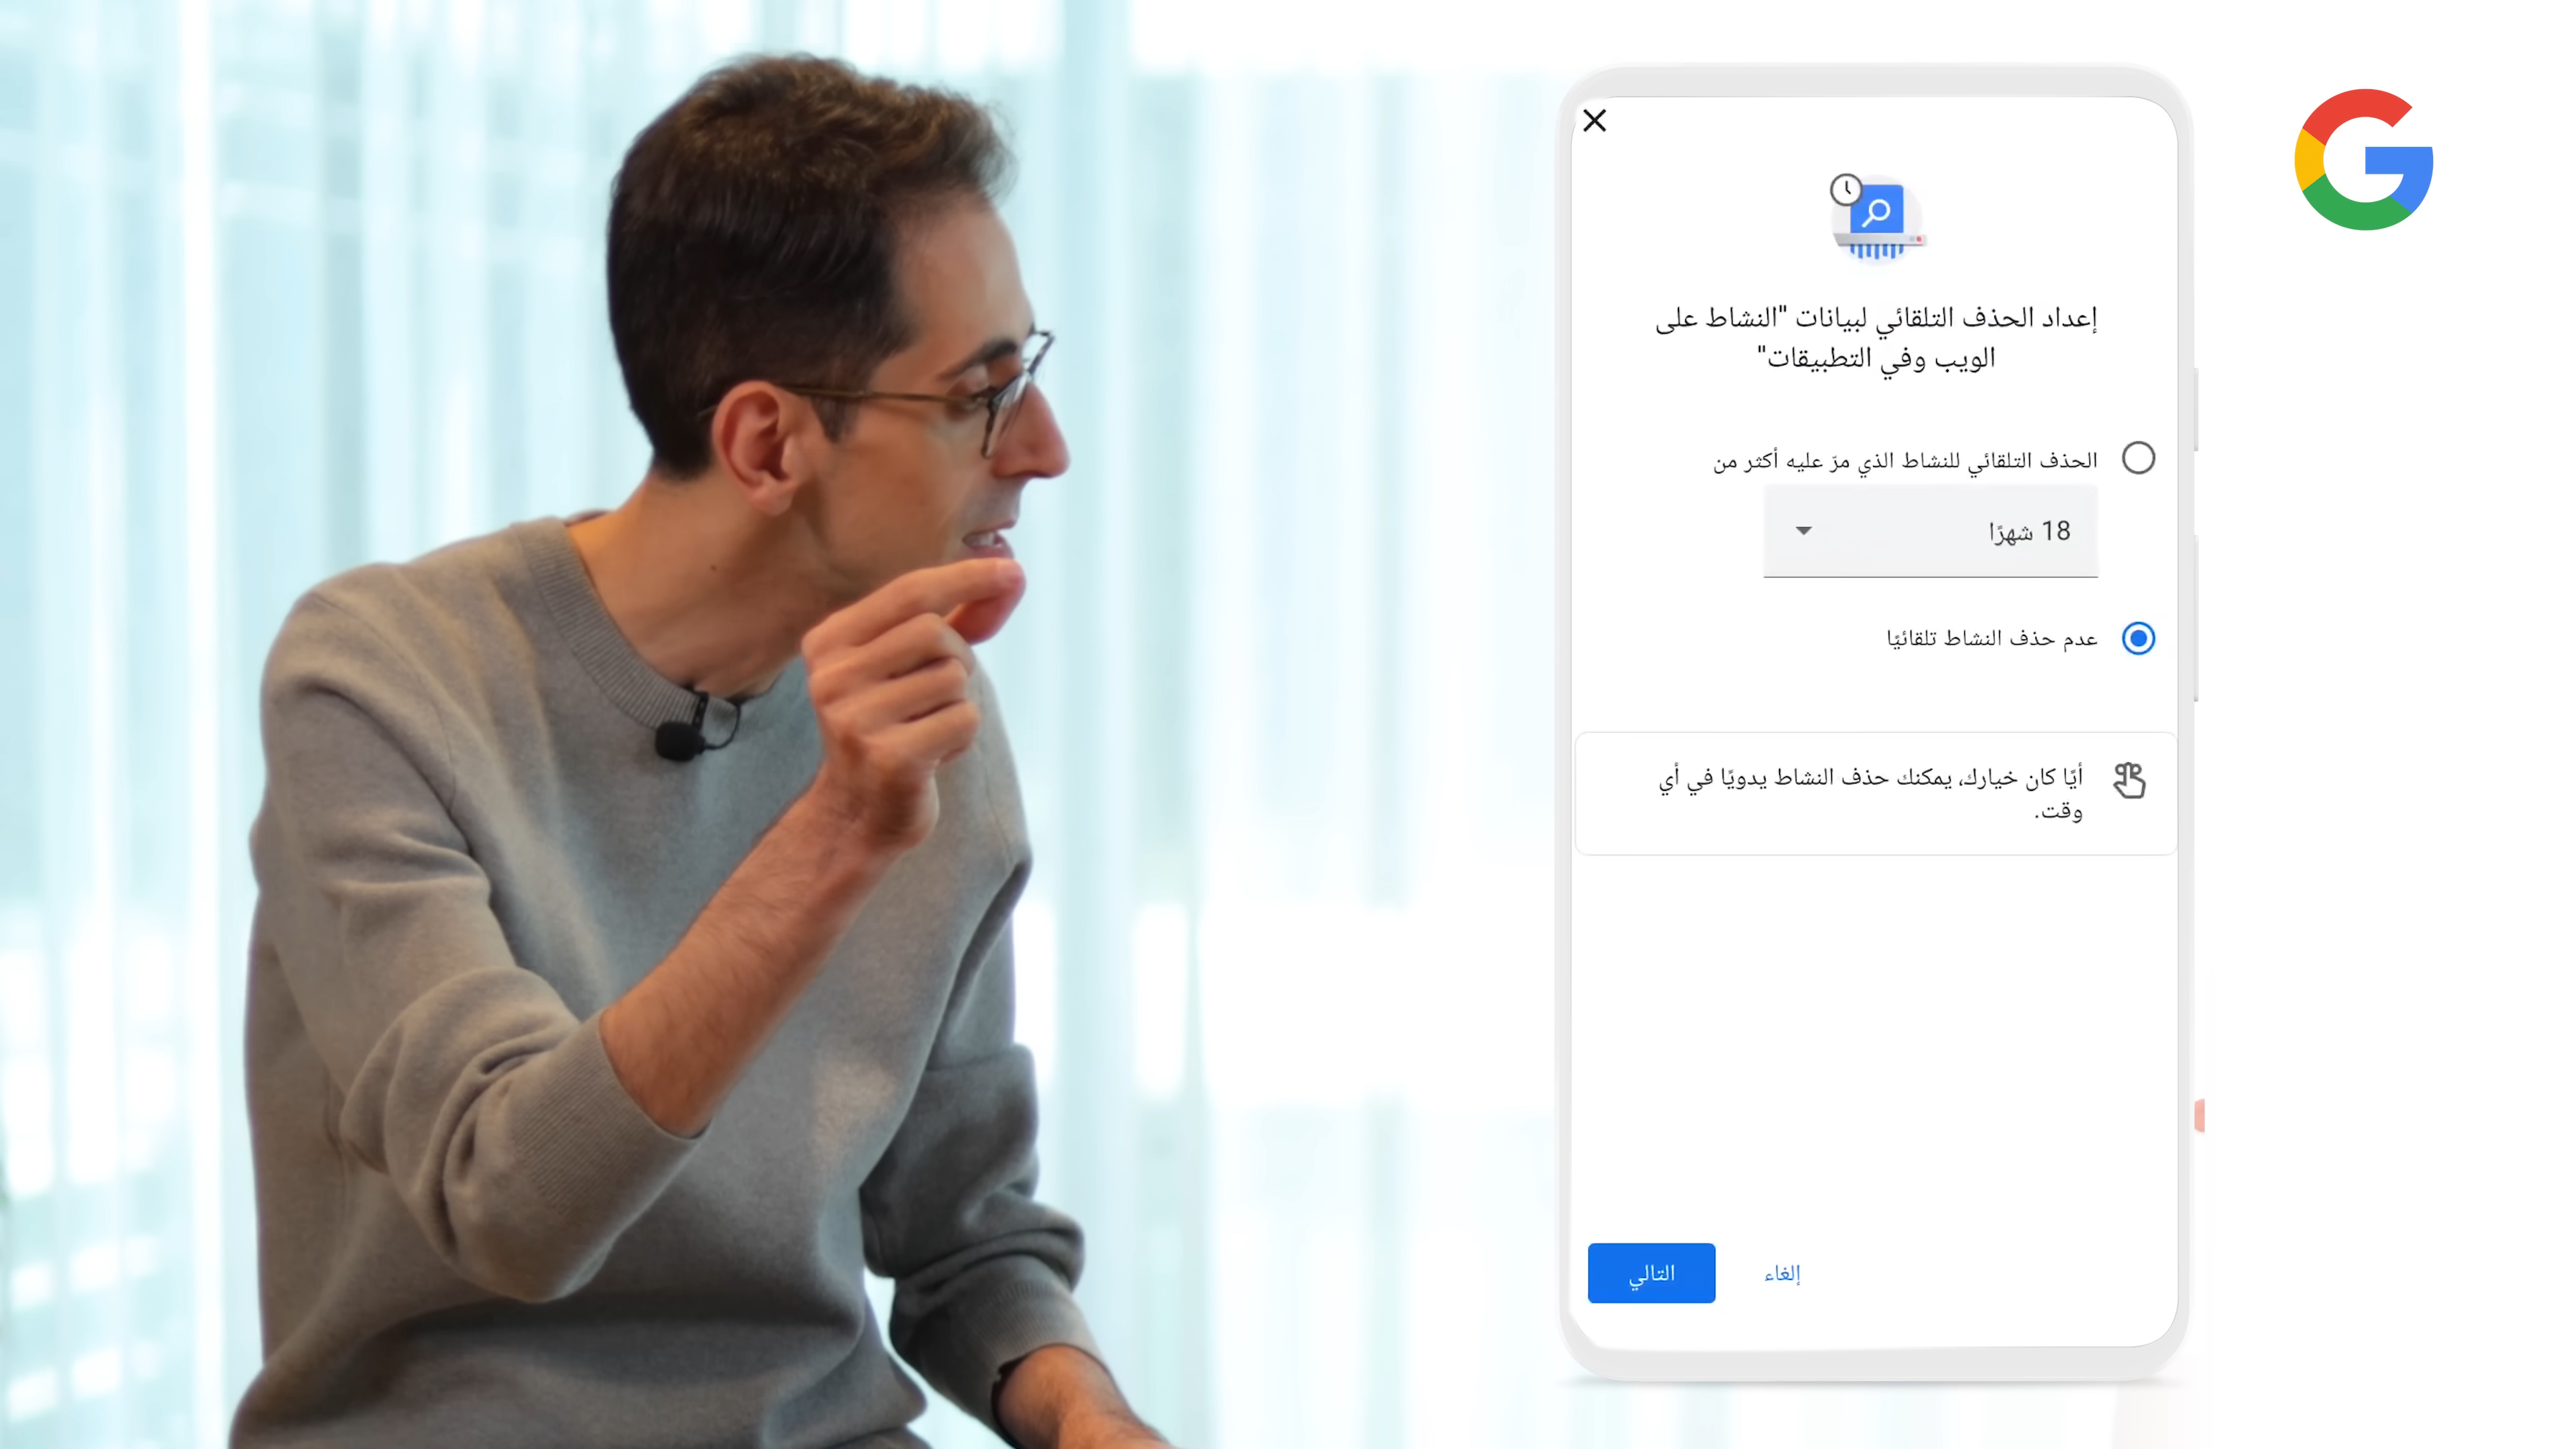 إعداد الحذف التلقائي لبيانات "النشاط على
الويب وفي التطبيقات"
الحذف التلقائي للنشاط الذي مرّ عليه أكثر من
18 شهرًا
عدم حذف النشاط تلقائيًا
أيًا كان خيارك، يمكنك حذف النشاط يدويًا في أي
وقت.
إلغاء
التالي